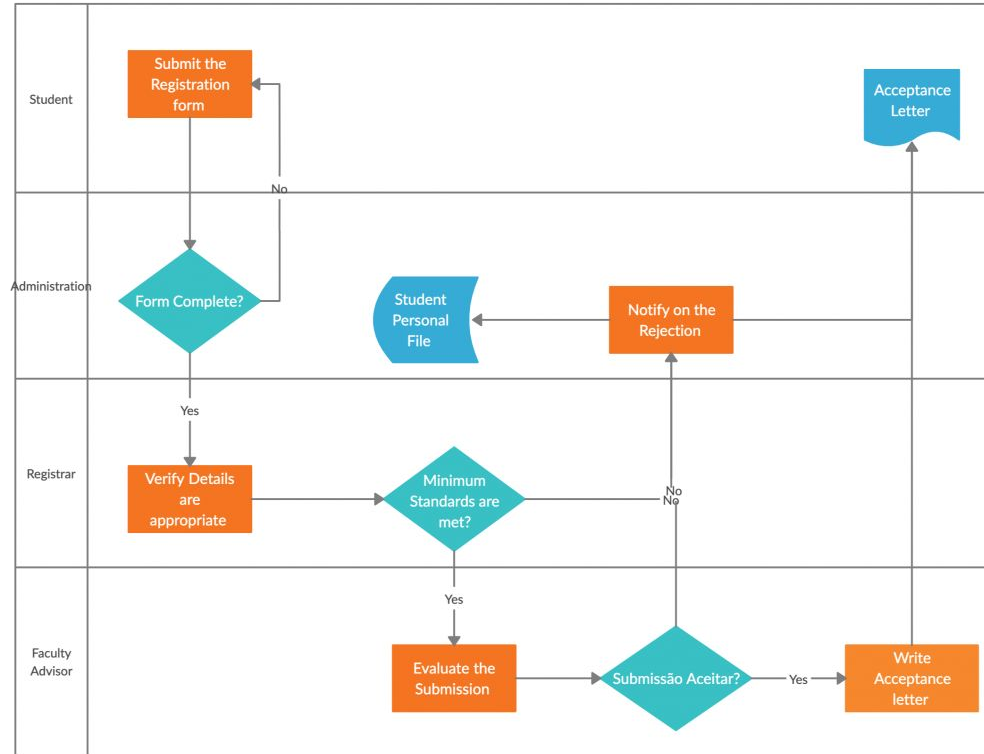 Student
Submit the
Registration
form
Acceptance
Letter
No
Administration
Form Complete?
Student
Personal
File
Notify on the
Rejection
Yes
Registrar
Verify Details
are
appropriate
Minimum
Standards are
met?
No
No
Yes
Faculty
Advisor
Evaluate the
Submission
Submissão Aceitar?
Yes
Write
Acceptance
letter